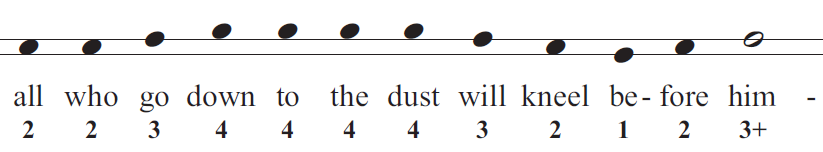 all who go down to the dust will kneel be- fore him -
2 2 3 4 4 4 4 3 2 1 2 3+